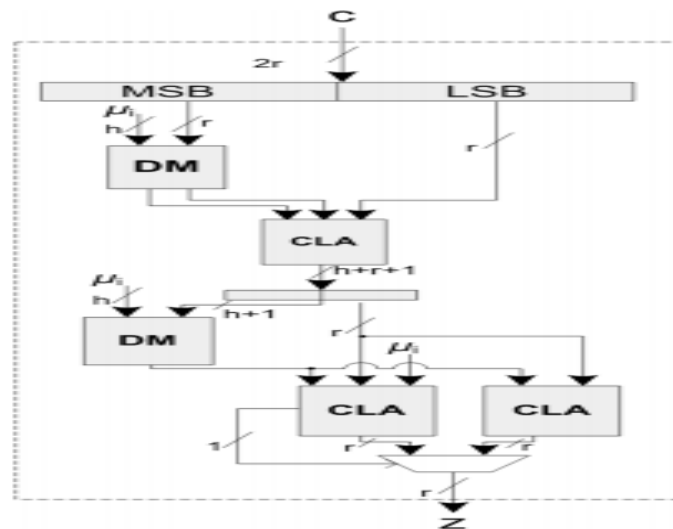 C
2r
MSB LSB
μi
h r
r
DM
CLA
h+r+1
μi
h
h+1
DM
r
μi
CLA CLA
1
r r
r
Z